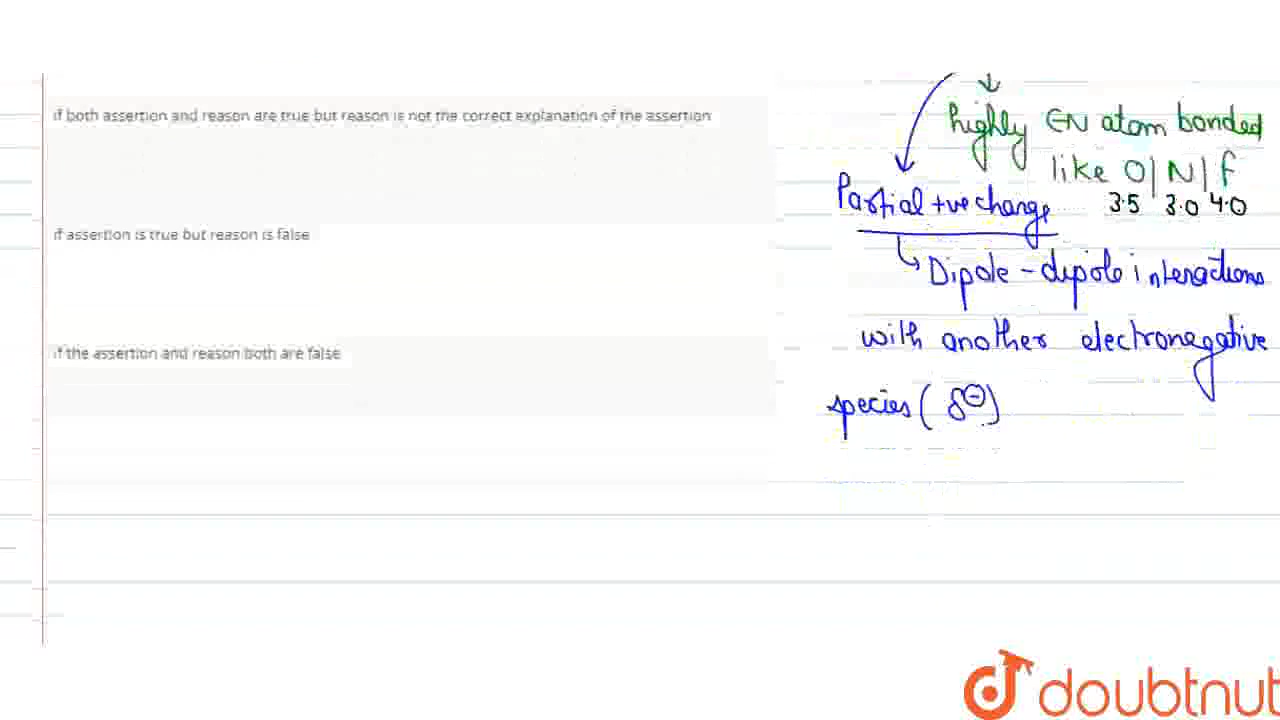 if both assertion and reason are true but reason is not the correct explanation of the assertion
if assertion is true but reason is false
if the assertion and reason both are false
highly EN atom bonded
like O|N|F
3.5 3.0 4.0
Partial +ve charge
Dipole-dipole interactions
with another electronegative
species (δ⊖)
doubtnut